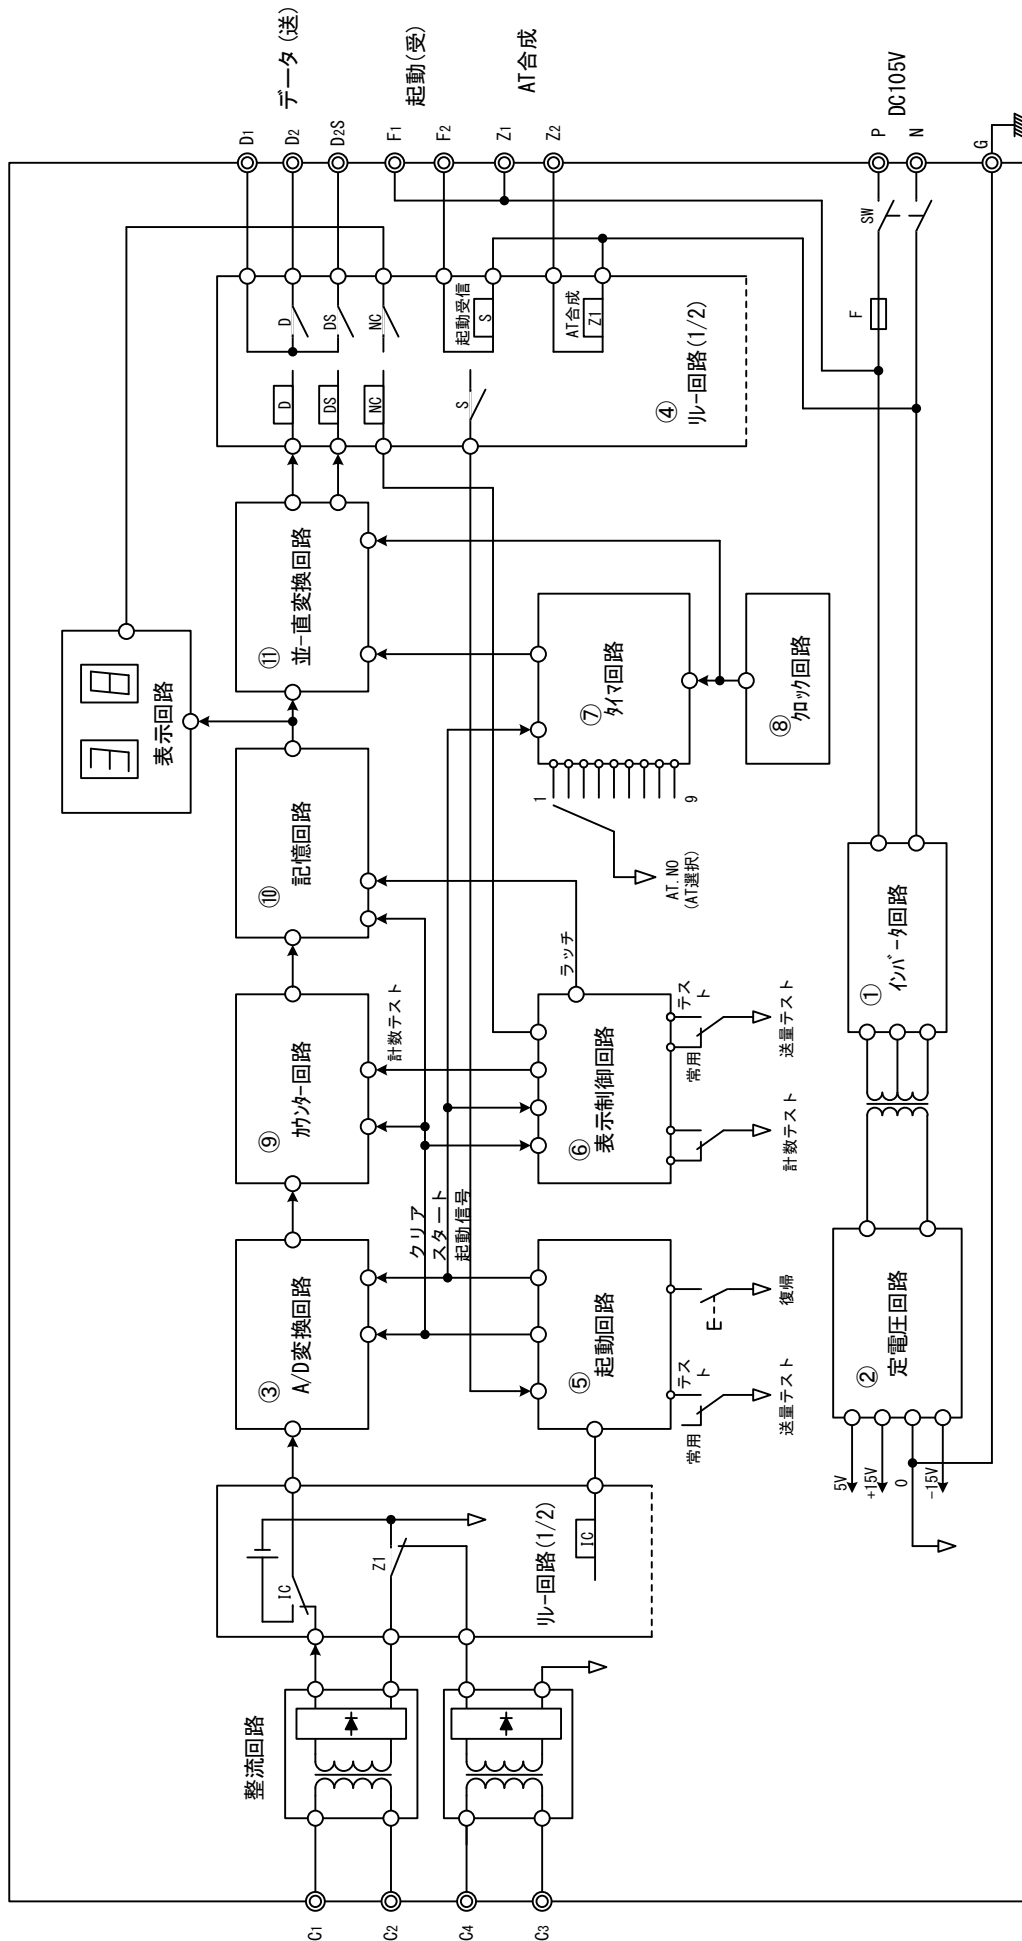 整流回路
C1
C2
C4
C3
IC
Z1
リレー回路(1/2)
IC
③
A/D変換回路
⑨
カウンター回路
⑩
記憶回路
表示回路
⑪
並-直変換回路
クリア
スタート
起動信号
計数テスト
ラッチ
⑤
起動回路
常用
テスト
送量テスト
復帰
⑥
表示制御回路
計数テスト
常用
テスト
送量テスト
⑦
タイマ回路
1
9
AT.NO
(AT選択)
⑧
クロック回路
D
DS
NC
S
D
DS
NC
起動受信
S
AT合成
Z1
④
リレー回路(1/2)
D1
D2
D2S
F1
F2
Z1
Z2
P
N
G
データ(送)
起動(受)
AT合成
DC105V
SW
F
①
インバータ回路
②
定電圧回路
5V
+15V
0
-15V